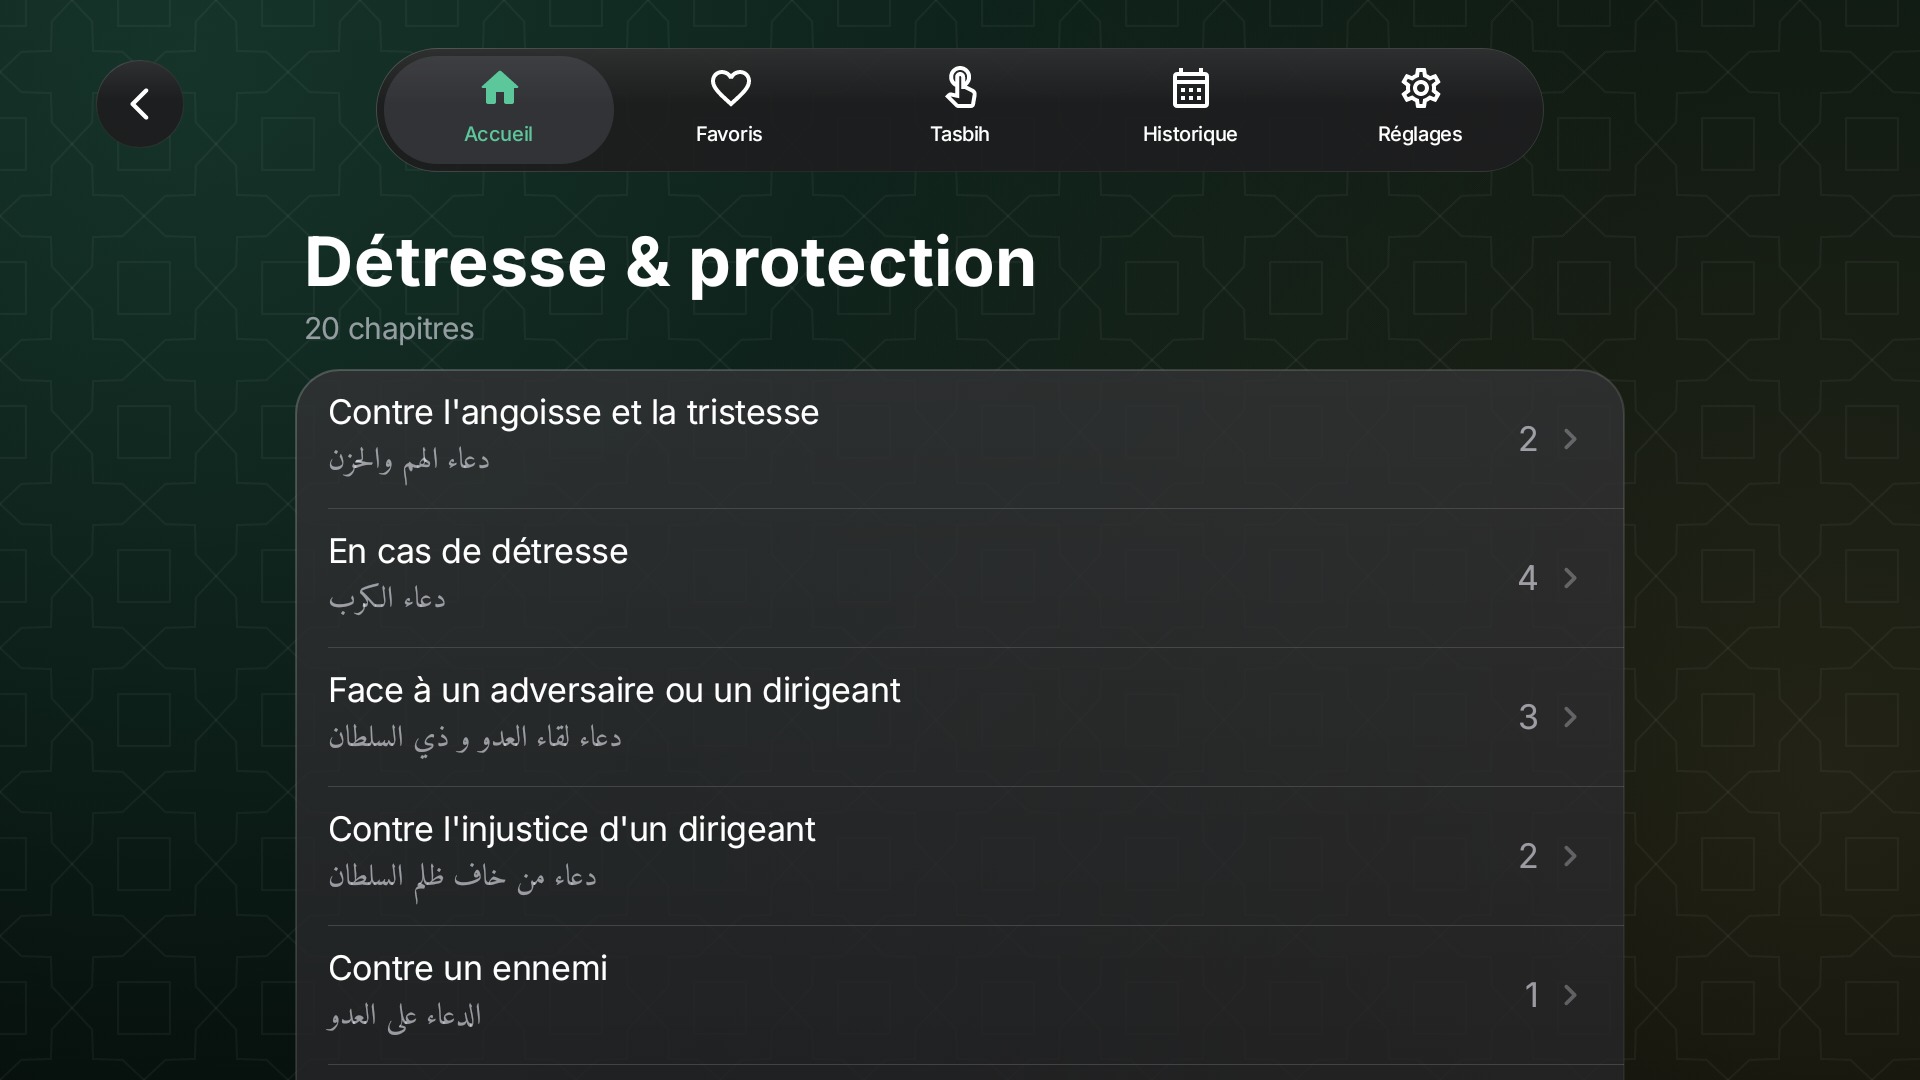 Accueil
Favoris
Tasbih
Historique
Réglages
Détresse & protection
20 chapitres
Contre l'angoisse et la tristesse
دعاء الهم والحزن
2
En cas de détresse
دعاء الكرب
4
Face à un adversaire ou un dirigeant
دعاء لقاء العدو و ذي السلطان
3
Contre l'injustice d'un dirigeant
دعاء من خاف ظلم السلطان
2
Contre un ennemi
الدعاء على العدو
1